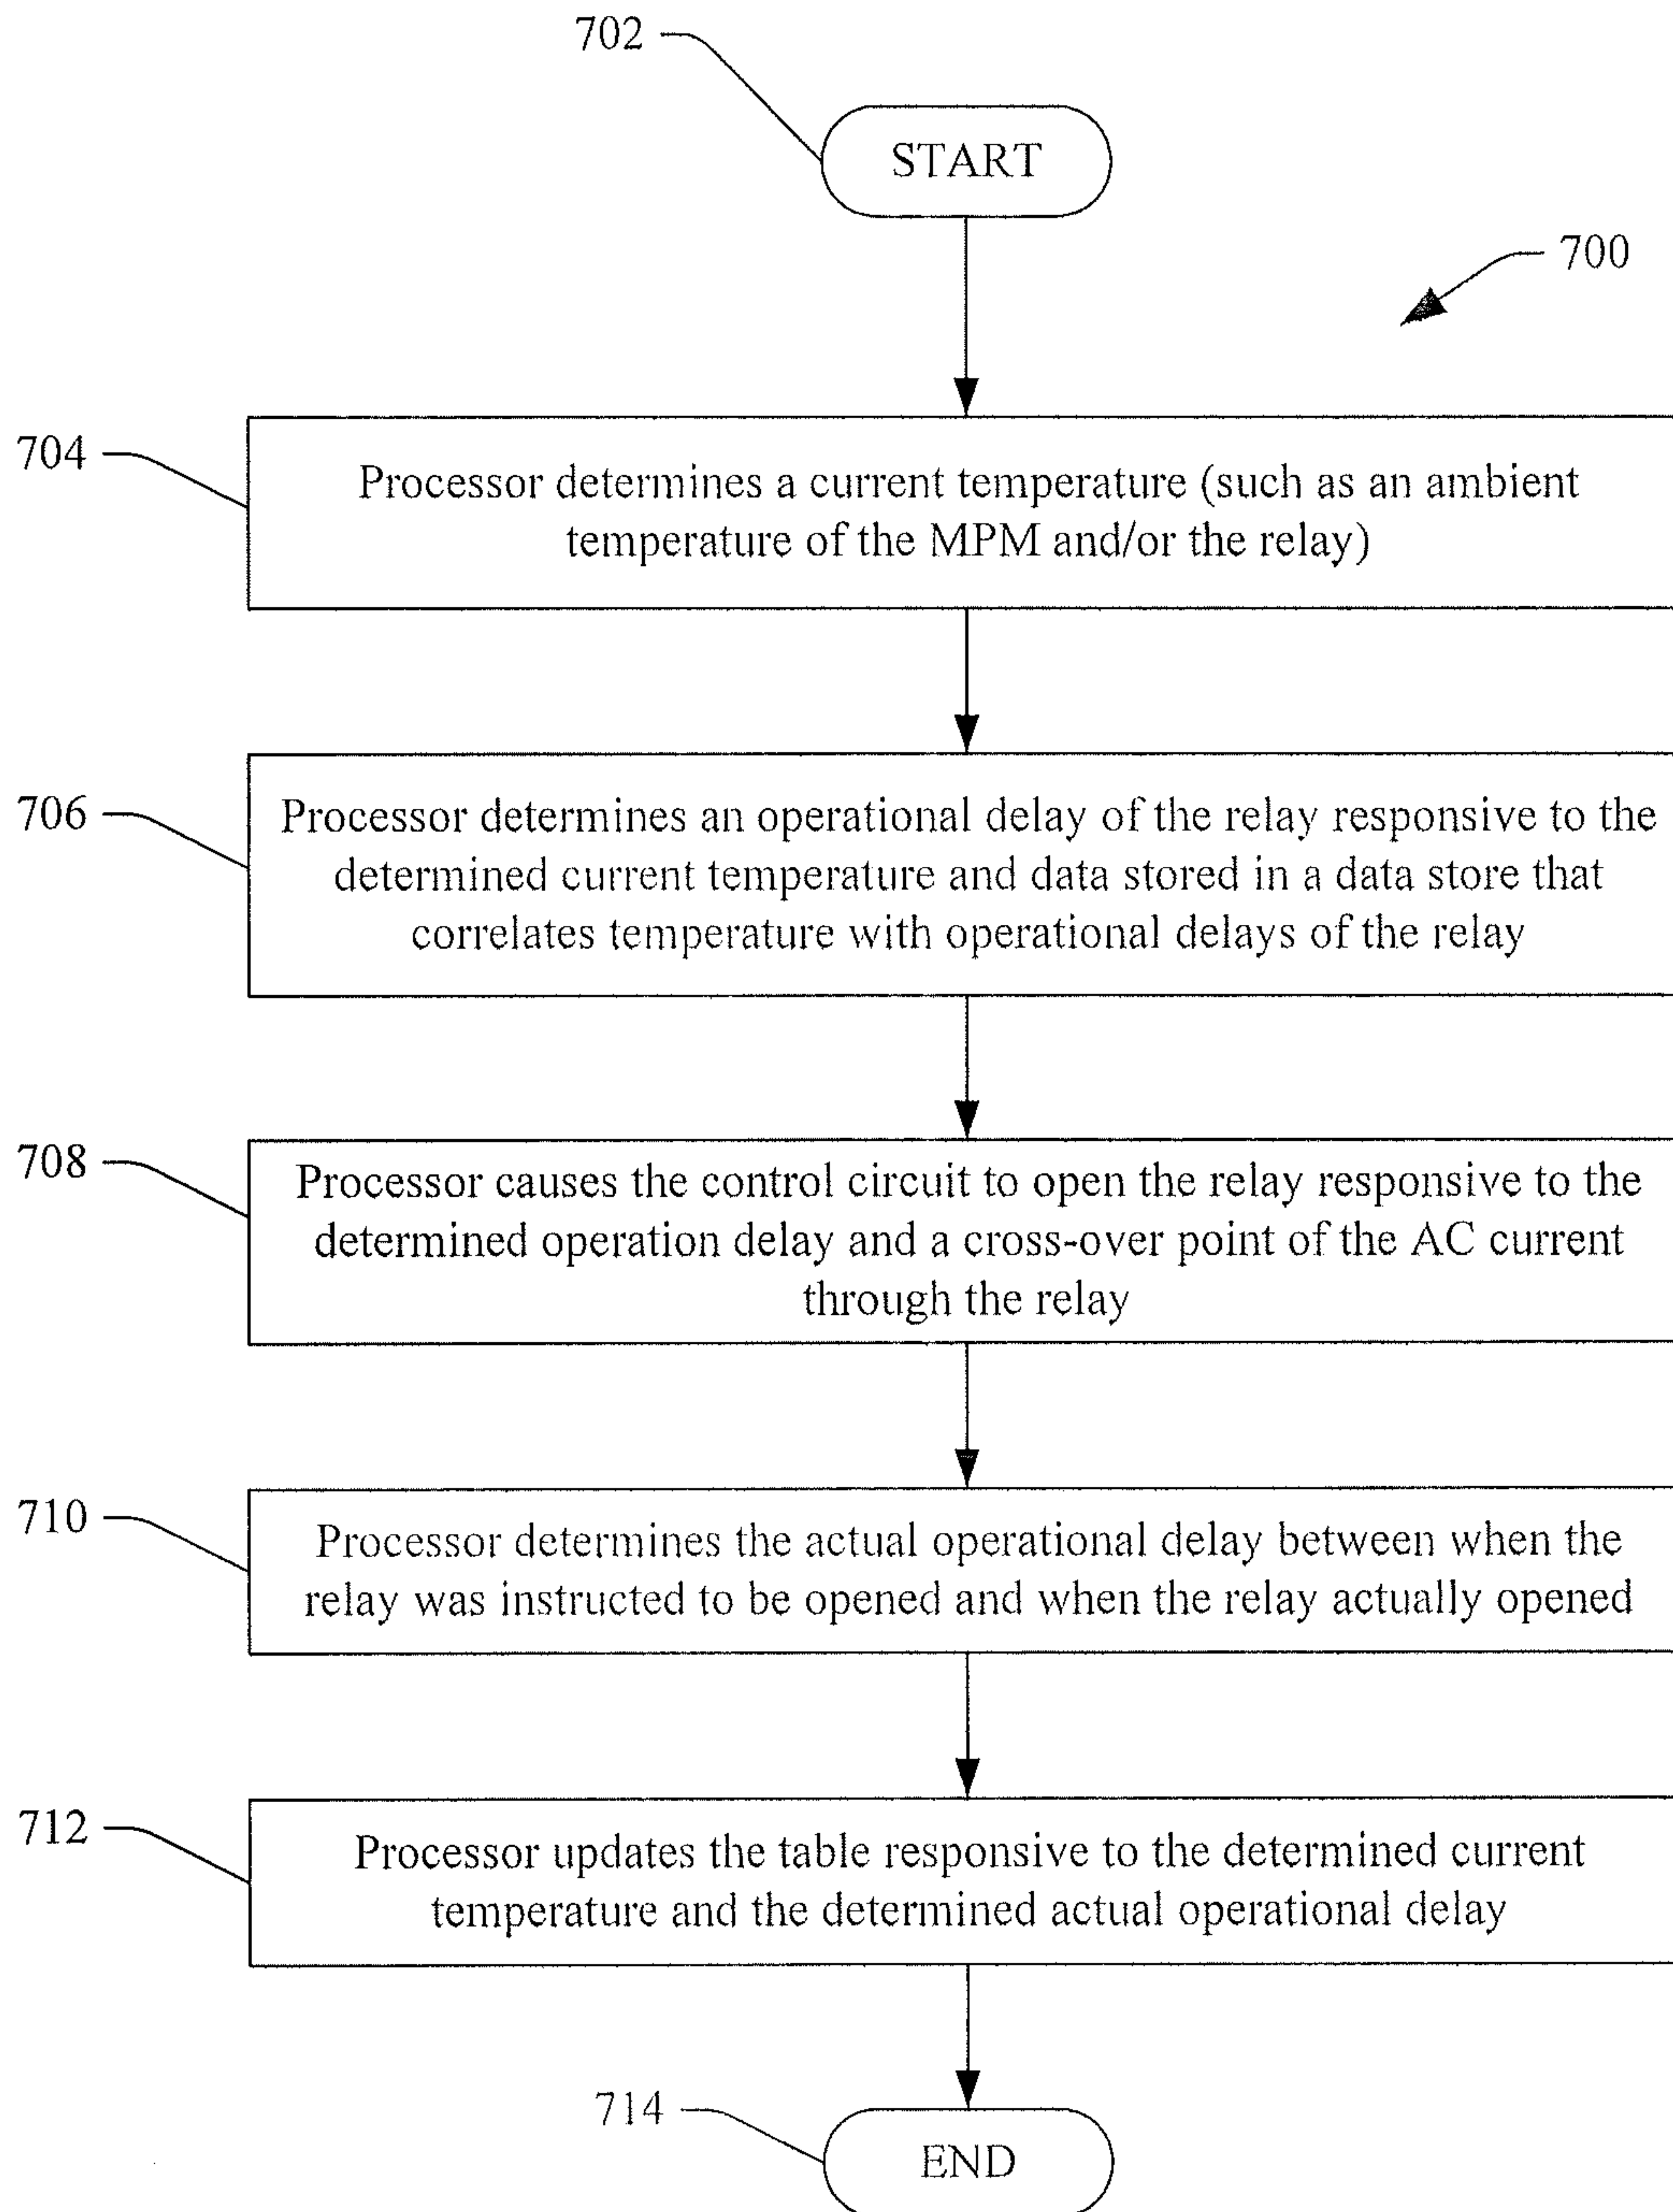 702
START
700
704
Processor determines a current temperature (such as an ambient
temperature of the MPM and/or the relay)
706
Processor determines an operational delay of the relay responsive to the
determined current temperature and data stored in a data store that
correlates temperature with operational delays of the relay
708
Processor causes the control circuit to open the relay responsive to the
determined operation delay and a cross-over point of the AC current
through the relay
710
Processor determines the actual operational delay between when the
relay was instructed to be opened and when the relay actually opened
712
Processor updates the table responsive to the determined current
temperature and the determined actual operational delay
714
END